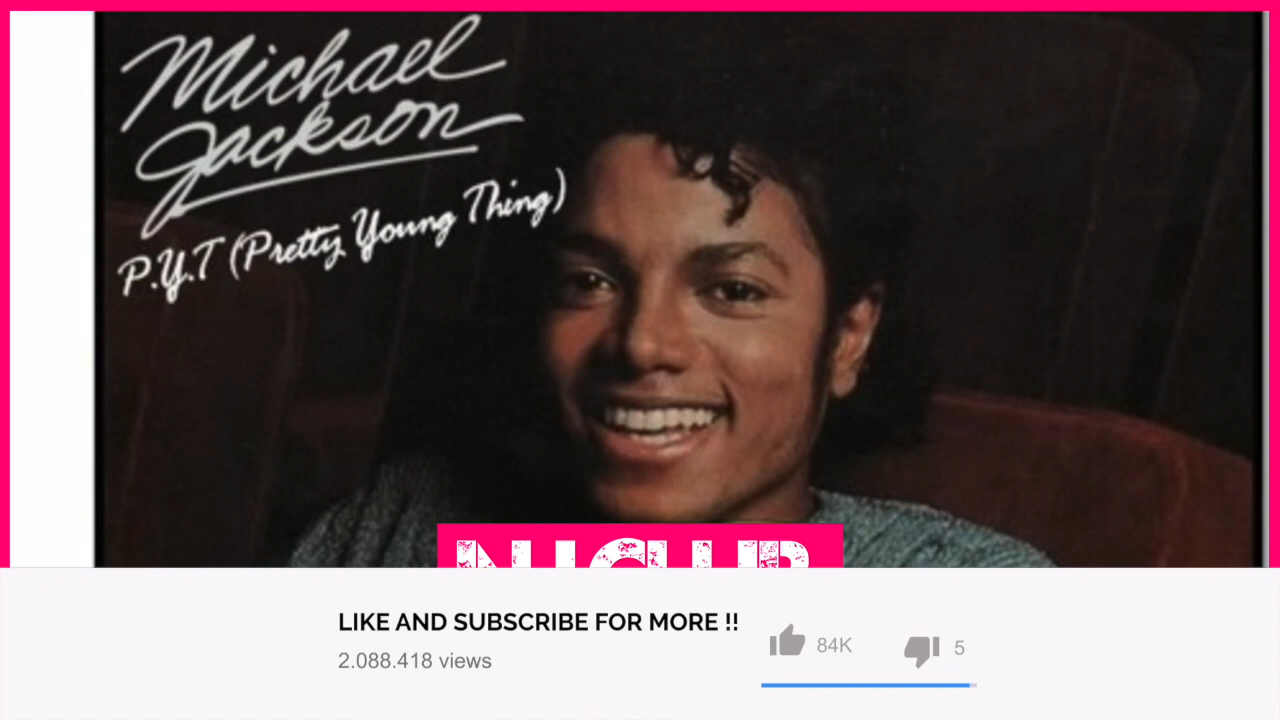 Michael
Jackson
P.Y.T (Pretty Young Thing)
LIKE AND SUBSCRIBE FOR MORE !!
2.088.418 views
84K
5